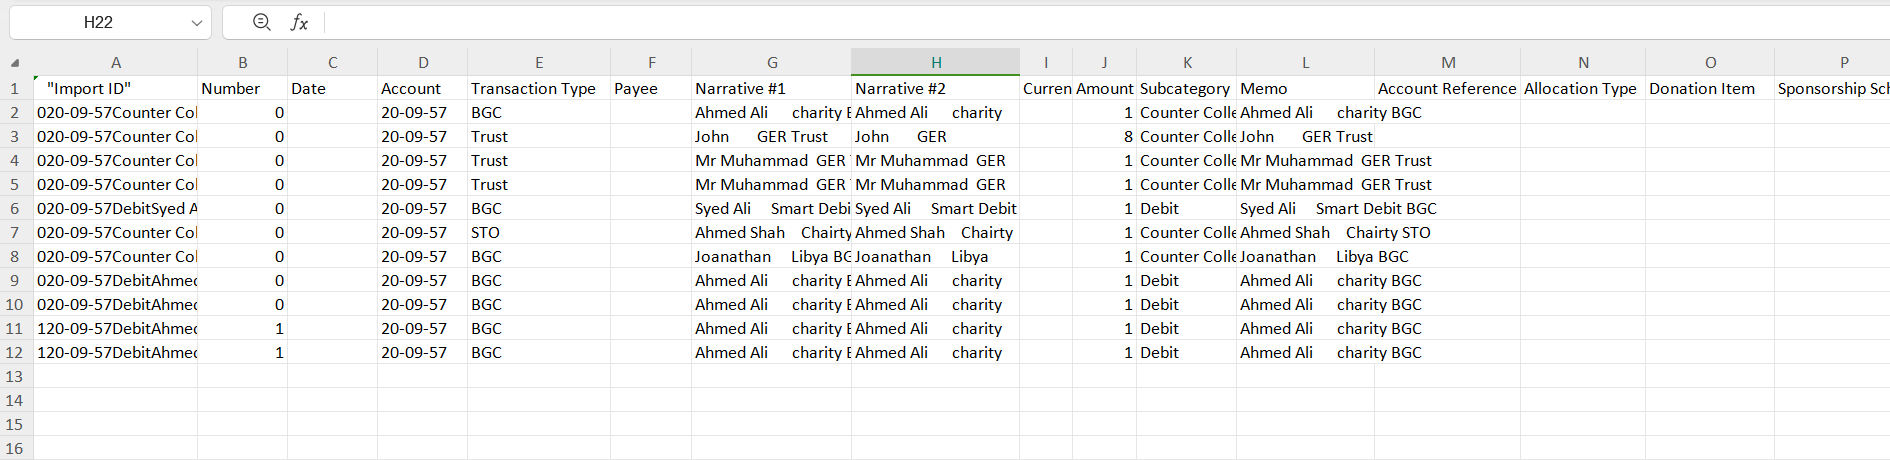 H22 fx
A B C D E F G H I J K L M N O P
1 "Import ID" Number Date Account Transaction Type Payee Narrative #1 Narrative #2 Curren Amount Subcategory Memo Account Reference Allocation Type Donation Item Sponsorship Sch
2 020-09-57Counter Col 0 20-09-57 BGC Ahmed Ali charity B Ahmed Ali charity 1 Counter Colle Ahmed Ali charity BGC
3 020-09-57Counter Col 0 20-09-57 Trust John GER Trust John GER 8 Counter Colle John GER Trust
4 020-09-57Counter Col 0 20-09-57 Trust Mr Muhammad GER Mr Muhammad GER 1 Counter Colle Mr Muhammad GER Trust
5 020-09-57Counter Col 0 20-09-57 Trust Mr Muhammad GER Mr Muhammad GER 1 Counter Colle Mr Muhammad GER Trust
6 020-09-57DebitSyed A 0 20-09-57 BGC Syed Ali Smart Debi Syed Ali Smart Debit 1 Debit Syed Ali Smart Debit BGC
7 020-09-57Counter Col 0 20-09-57 STO Ahmed Shah Chairty Ahmed Shah Chairty 1 Counter Colle Ahmed Shah Chairty STO
8 020-09-57Counter Col 0 20-09-57 BGC Joanathan Libya BG Joanathan Libya 1 Counter Colle Joanathan Libya BGC
9 020-09-57DebitAhmed 0 20-09-57 BGC Ahmed Ali charity B Ahmed Ali charity 1 Debit Ahmed Ali charity BGC
10 020-09-57DebitAhmed 0 20-09-57 BGC Ahmed Ali charity B Ahmed Ali charity 1 Debit Ahmed Ali charity BGC
11 120-09-57DebitAhmed 1 20-09-57 BGC Ahmed Ali charity B Ahmed Ali charity 1 Debit Ahmed Ali charity BGC
12 120-09-57DebitAhmed 1 20-09-57 BGC Ahmed Ali charity B Ahmed Ali charity 1 Debit Ahmed Ali charity BGC
13
14
15
16